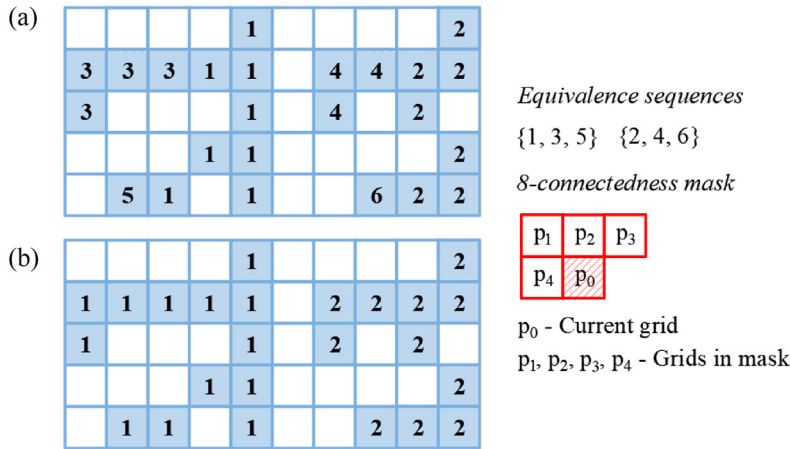 (a)
1 2
3 3 3 1 1 4 4 2 2
3 1 4 2
1 1 2
5 1 1 6 2 2
(b)
1 2
1 1 1 1 1 2 2 2 2
1 1 2 2
1 1 2
1 1 1 2 2 2
Equivalence sequences
{1, 3, 5} {2, 4, 6}
8-connectedness mask
p₁ p₂ p₃
p₄ p₀
p₀ - Current grid
p₁, p₂, p₃, p₄ - Grids in mask